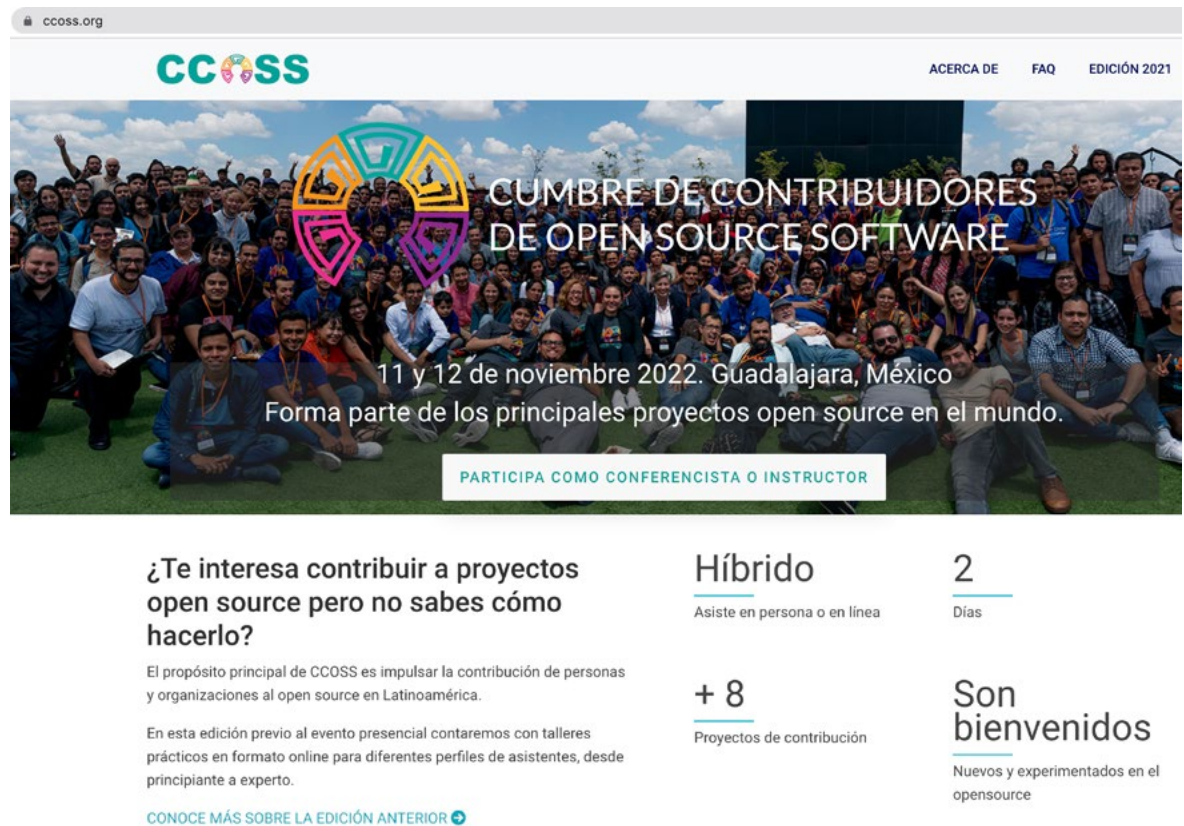 ccoss.org
CCOSS
ACERCA DE FAQ EDICIÓN 2021
CUMBRE DE CONTRIBUIDORES
DE OPEN SOURCE SOFTWARE
11 y 12 de noviembre 2022. Guadalajara, México
Forma parte de los principales proyectos open source en el mundo.
PARTICIPA COMO CONFERENCISTA O INSTRUCTOR
¿Te interesa contribuir a proyectos
open source pero no sabes cómo
hacerlo?
El propósito principal de CCOSS es impulsar la contribución de personas
y organizaciones al open source en Latinoamérica.
En esta edición previo al evento presencial contaremos con talleres
prácticos en formato online para diferentes perfiles de asistentes, desde
principiante a experto.
CONOCE MÁS SOBRE LA EDICIÓN ANTERIOR
Híbrido
Asiste en persona o en línea
2
Días
+ 8
Proyectos de contribución
Son
bienvenidos
Nuevos y experimentados en el
opensource